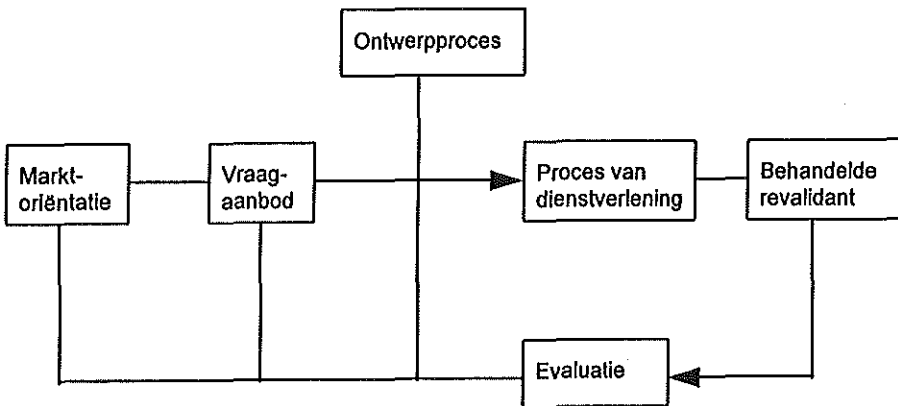 Ontwerpproces
Markt-
oriëntatie
Vraag-
aanbod
Proces van
dienstverlening
Behandelde
revalidant
Evaluatie